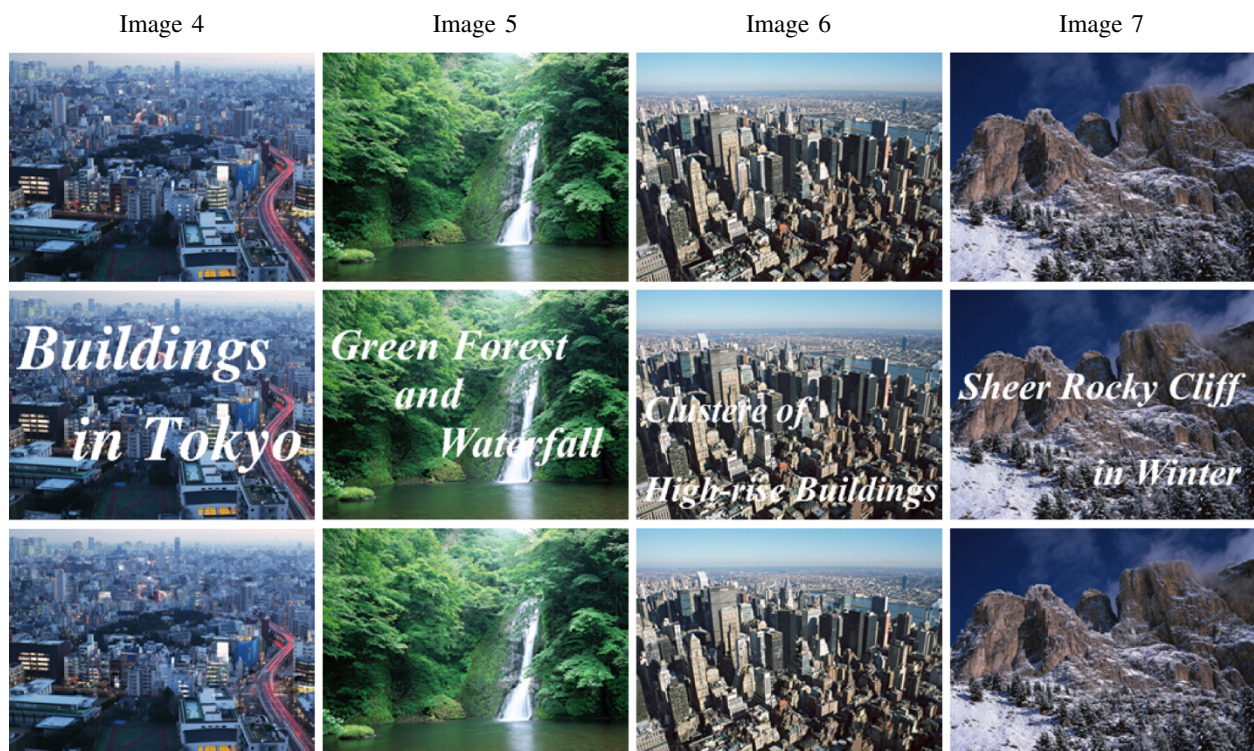 Image 4
Image 5
Image 6
Image 7
Buildings
in Tokyo
Green Forest
and
Waterfall
Clustere of
High-rise Buildings
Sheer Rocky Cliff
in Winter